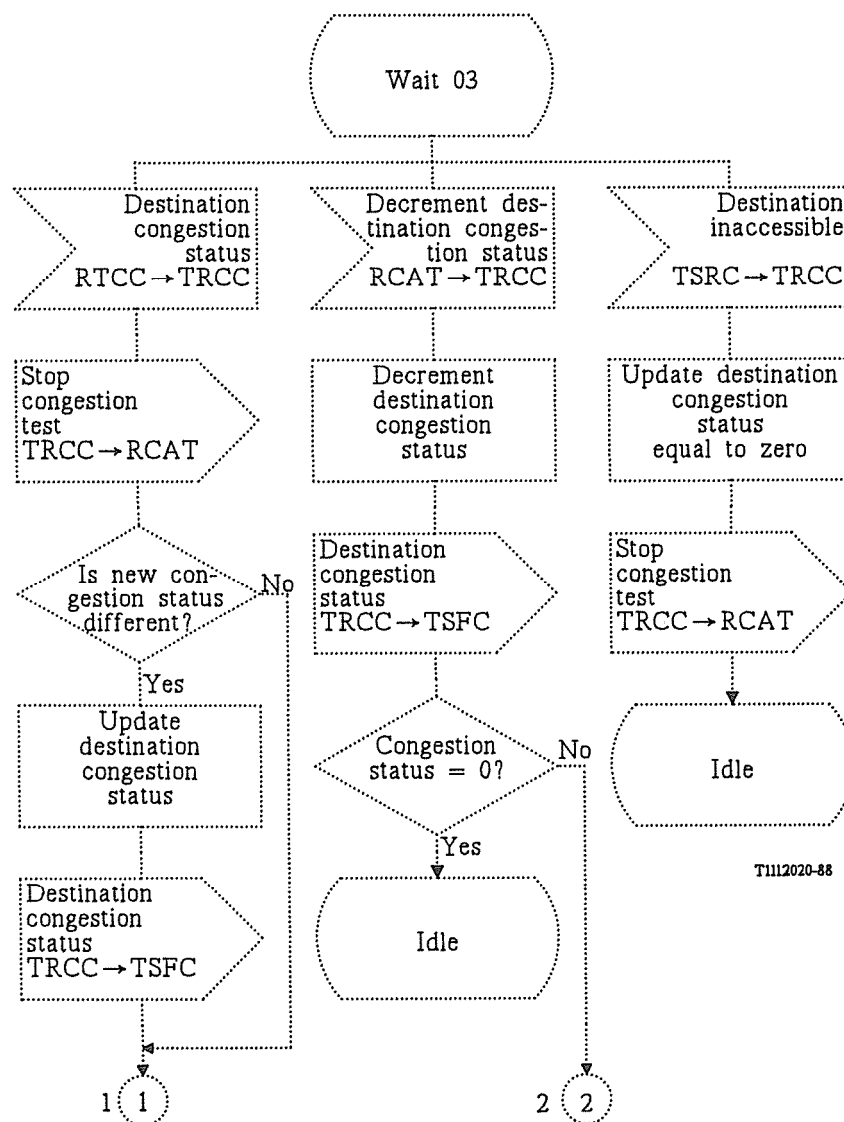 Wait 03
Destination
congestion
status
RTCC → TRCC
Decrement des-
tination conges-
tion status
RCAT → TRCC
Destination
inaccessible
TSRC → TRCC
Stop
congestion
test
TRCC → RCAT
Decrement
destination
congestion
status
Update destination
congestion
status
equal to zero
Is new con-
gestion status
different?
No
Yes
Destination
congestion
status
TRCC → TSFC
Stop
congestion
test
TRCC → RCAT
Update
destination
congestion
status
Congestion
status = 0?
No
Yes
Idle
T1112020-88
Destination
congestion
status
TRCC → TSFC
Idle
1 1
2 2